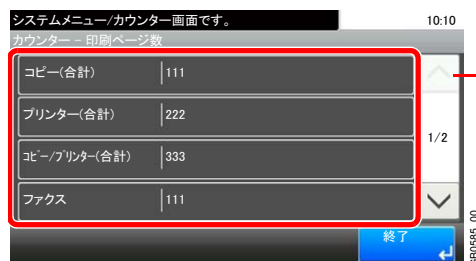 システムメニュー/カウンター画面です。 10:10
カウンター - 印刷ページ数
コピー(合計) 111
プリンター(合計) 222
1/2
ｺﾋﾟｰ/ﾌﾟﾘﾝﾀｰ(合計) 333
ファクス 111
終了